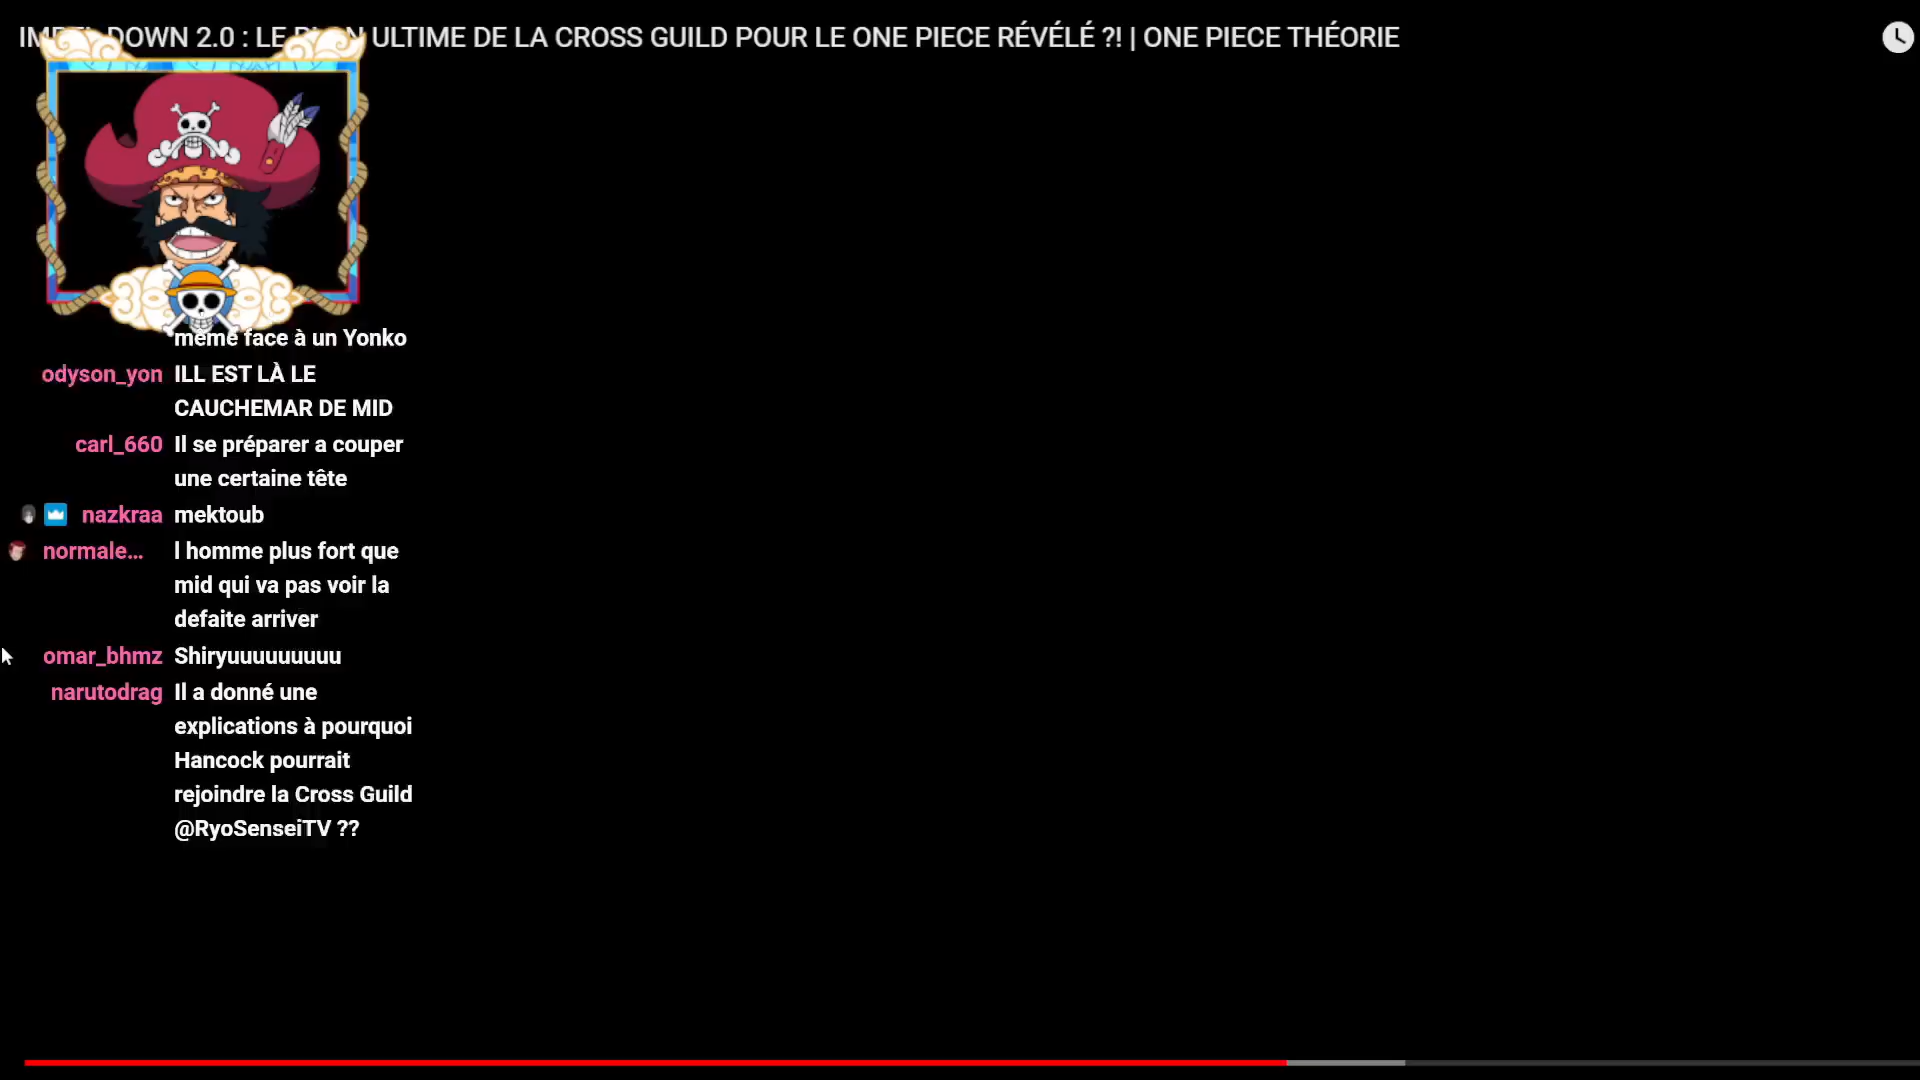 DOWN 2.0 : LE ULTIME DE LA CROSS GUILD POUR LE ONE PIECE RÉVÉLÉ ?! | ONE PIECE THÉORIE
même face à un Yonko
odyson_yon ILL EST LÀ LE
CAUCHEMAR DE MID
carl_660 Il se préparer a couper
une certaine tête
nazkraa mektoub
normale... l homme plus fort que
mid qui va pas voir la
defaite arriver
omar_bhmz Shiryuuuuuuuuu
narutodrag Il a donné une
explications à pourquoi
Hancock pourrait
rejoindre la Cross Guild
@RyoSenseiTV ??